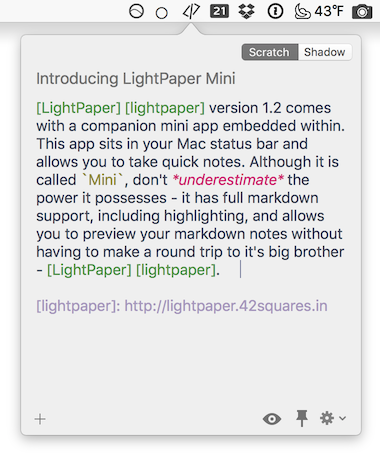 21
43°F
Scratch Shadow
Introducing LightPaper Mini
[LightPaper] [lightpaper] version 1.2 comes
with a companion mini app embedded within.
This app sits in your Mac status bar and
allows you to take quick notes. Although it is
called `Mini`, don't *underestimate* the
power it possesses - it has full markdown
support, including highlighting, and allows
you to preview your markdown notes without
having to make a round trip to it's big brother
- [LightPaper] [lightpaper].
[lightpaper]: http://lightpaper.42squares.in